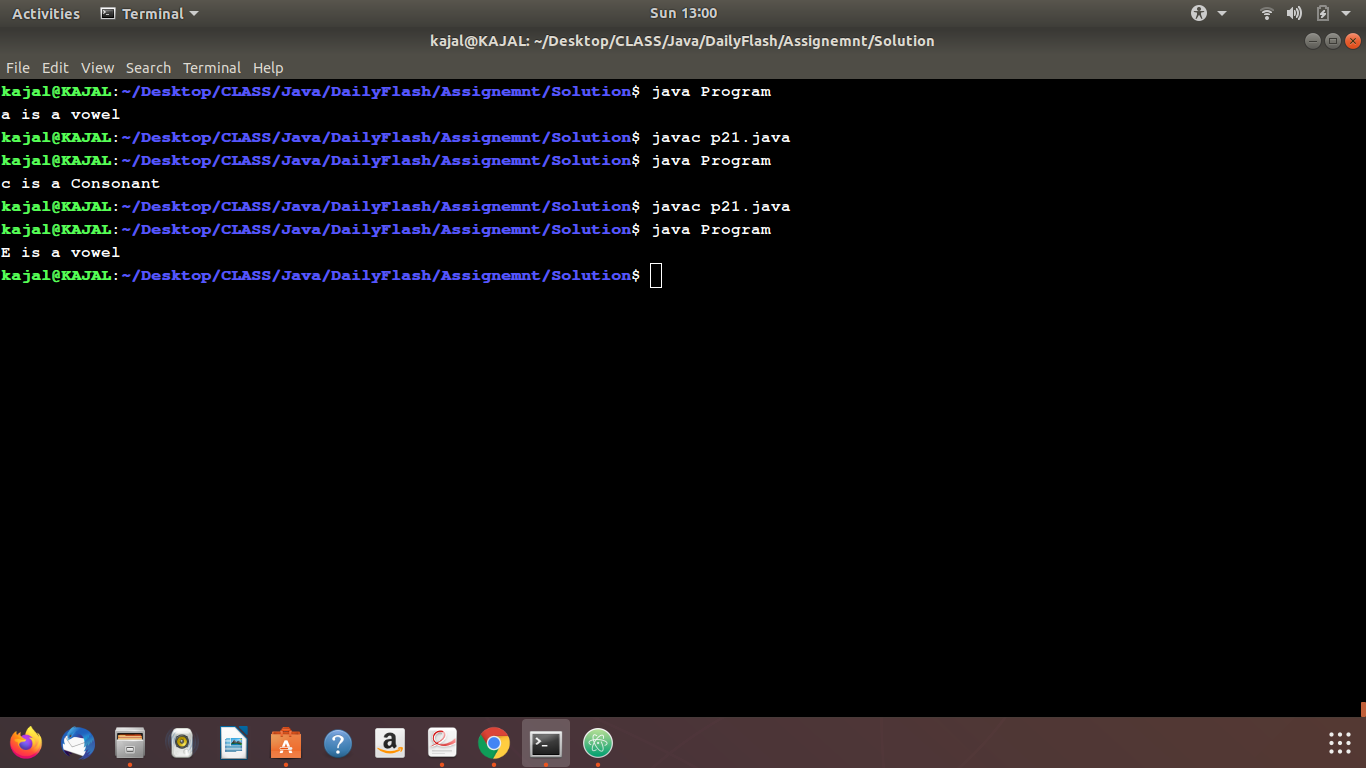 Activities Terminal Sun 13:00
kajal@KAJAL: ~/Desktop/CLASS/Java/DailyFlash/Assignemnt/Solution
File Edit View Search Terminal Help
kajal@KAJAL:~/Desktop/CLASS/Java/DailyFlash/Assignemnt/Solution$ java Program
a is a vowel
kajal@KAJAL:~/Desktop/CLASS/Java/DailyFlash/Assignemnt/Solution$ javac p21.java
kajal@KAJAL:~/Desktop/CLASS/Java/DailyFlash/Assignemnt/Solution$ java Program
c is a Consonant
kajal@KAJAL:~/Desktop/CLASS/Java/DailyFlash/Assignemnt/Solution$ javac p21.java
kajal@KAJAL:~/Desktop/CLASS/Java/DailyFlash/Assignemnt/Solution$ java Program
E is a vowel
kajal@KAJAL:~/Desktop/CLASS/Java/DailyFlash/Assignemnt/Solution$